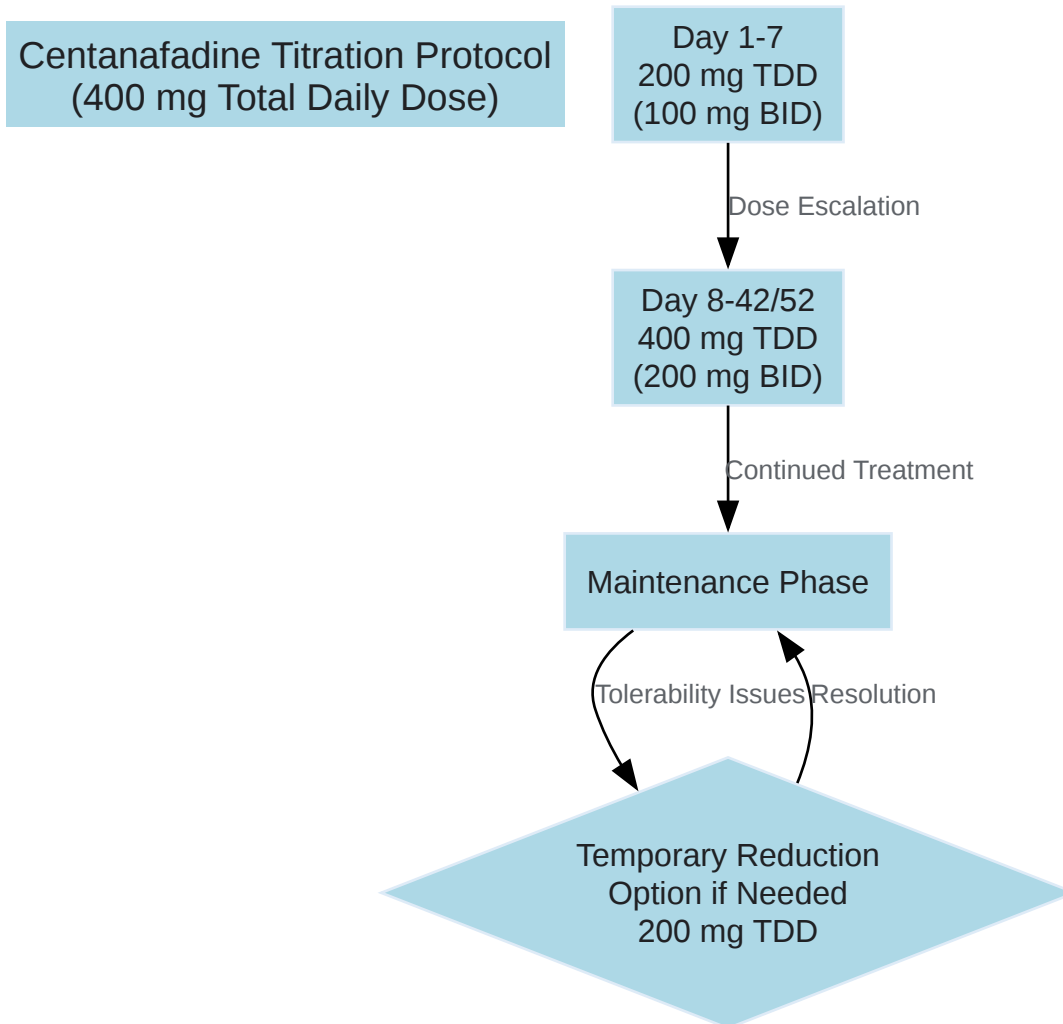 Centanafadine Titration Protocol
(400 mg Total Daily Dose)
Day 1-7
200 mg TDD
(100 mg BID)
Dose Escalation
Day 8-42/52
400 mg TDD
(200 mg BID)
Continued Treatment
Maintenance Phase
Tolerability Issues
Resolution
Temporary Reduction
Option if Needed
200 mg TDD